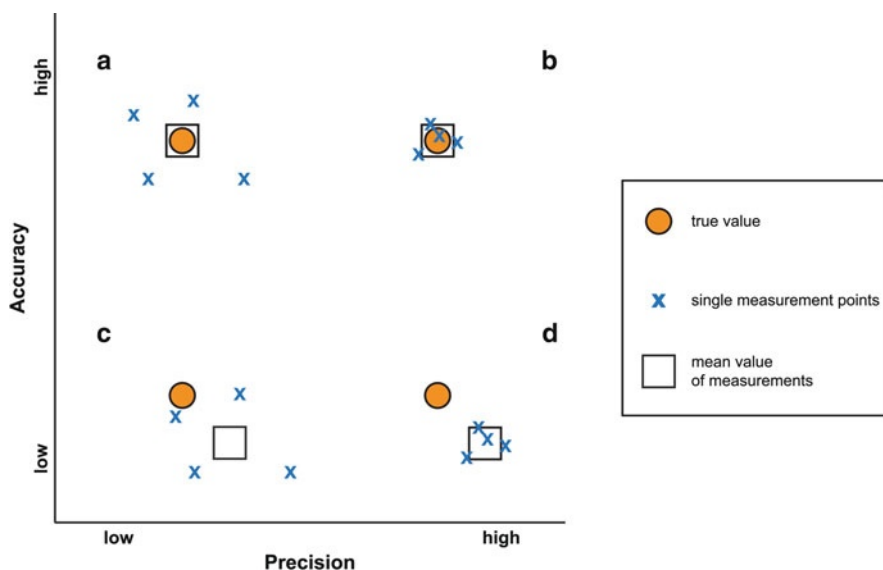 a
b
high
true value
Accuracy
x
single measurement points
c
d
mean value
of measurements
low
low
high
Precision